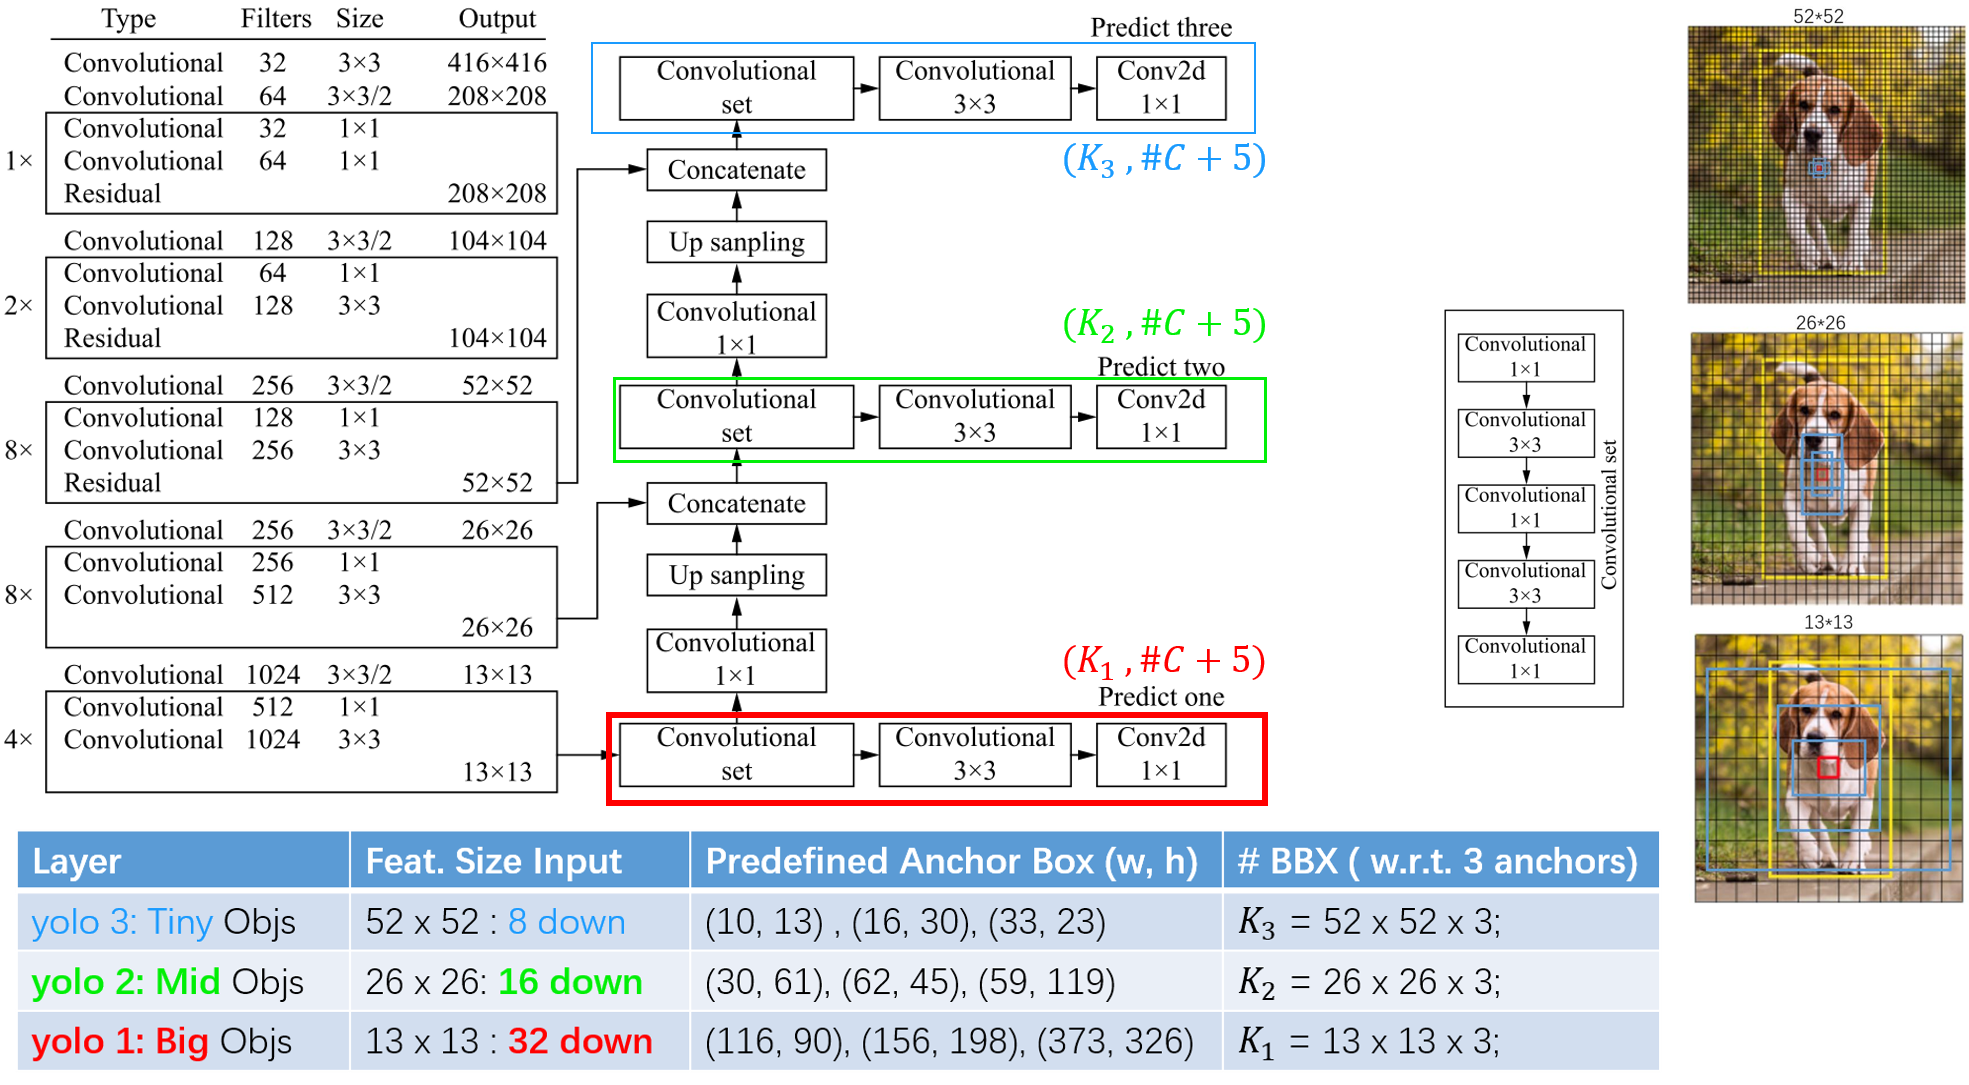 Type Filters Size Output
Convolutional 32 3×3 416×416
Convolutional 64 3×3/2 208×208
1×
Convolutional 32 1×1
Convolutional 64 1×1
Residual 208×208
Convolutional 128 3×3/2 104×104
2×
Convolutional 64 1×1
Convolutional 128 3×3
Residual 104×104
Convolutional 256 3×3/2 52×52
8×
Convolutional 128 1×1
Convolutional 256 3×3
Residual 52×52
Convolutional 256 3×3/2 26×26
8×
Convolutional 256 1×1
Convolutional 512 3×3
26×26
Convolutional 1024 3×3/2 13×13
4×
Convolutional 512 1×1
Convolutional 1024 3×3
13×13
Predict three
Convolutional
set
Convolutional
3×3
Conv2d
1×1
(K₃ , #C + 5)
Concatenate
Up sanpling
Convolutional
1×1
(K₂ , #C + 5)
Predict two
Convolutional
set
Convolutional
3×3
Conv2d
1×1
Concatenate
Up sanpling
Convolutional
1×1
(K₁ , #C + 5)
Predict one
Convolutional
set
Convolutional
3×3
Conv2d
1×1
Convolutional
1×1
Convolutional
3×3
Convolutional
1×1
Convolutional
3×3
Convolutional
1×1
Convolutional set
52*52
26*26
13*13
Layer Feat. Size Input Predefined Anchor Box (w, h) # BBX ( w.r.t. 3 anchors)
yolo 3: Tiny Objs 52 x 52 : 8 down (10, 13) , (16, 30), (33, 23) K₃ = 52 x 52 x 3;
yolo 2: Mid Objs 26 x 26: 16 down (30, 61), (62, 45), (59, 119) K₂ = 26 x 26 x 3;
yolo 1: Big Objs 13 x 13 : 32 down (116, 90), (156, 198), (373, 326) K₁ = 13 x 13 x 3;